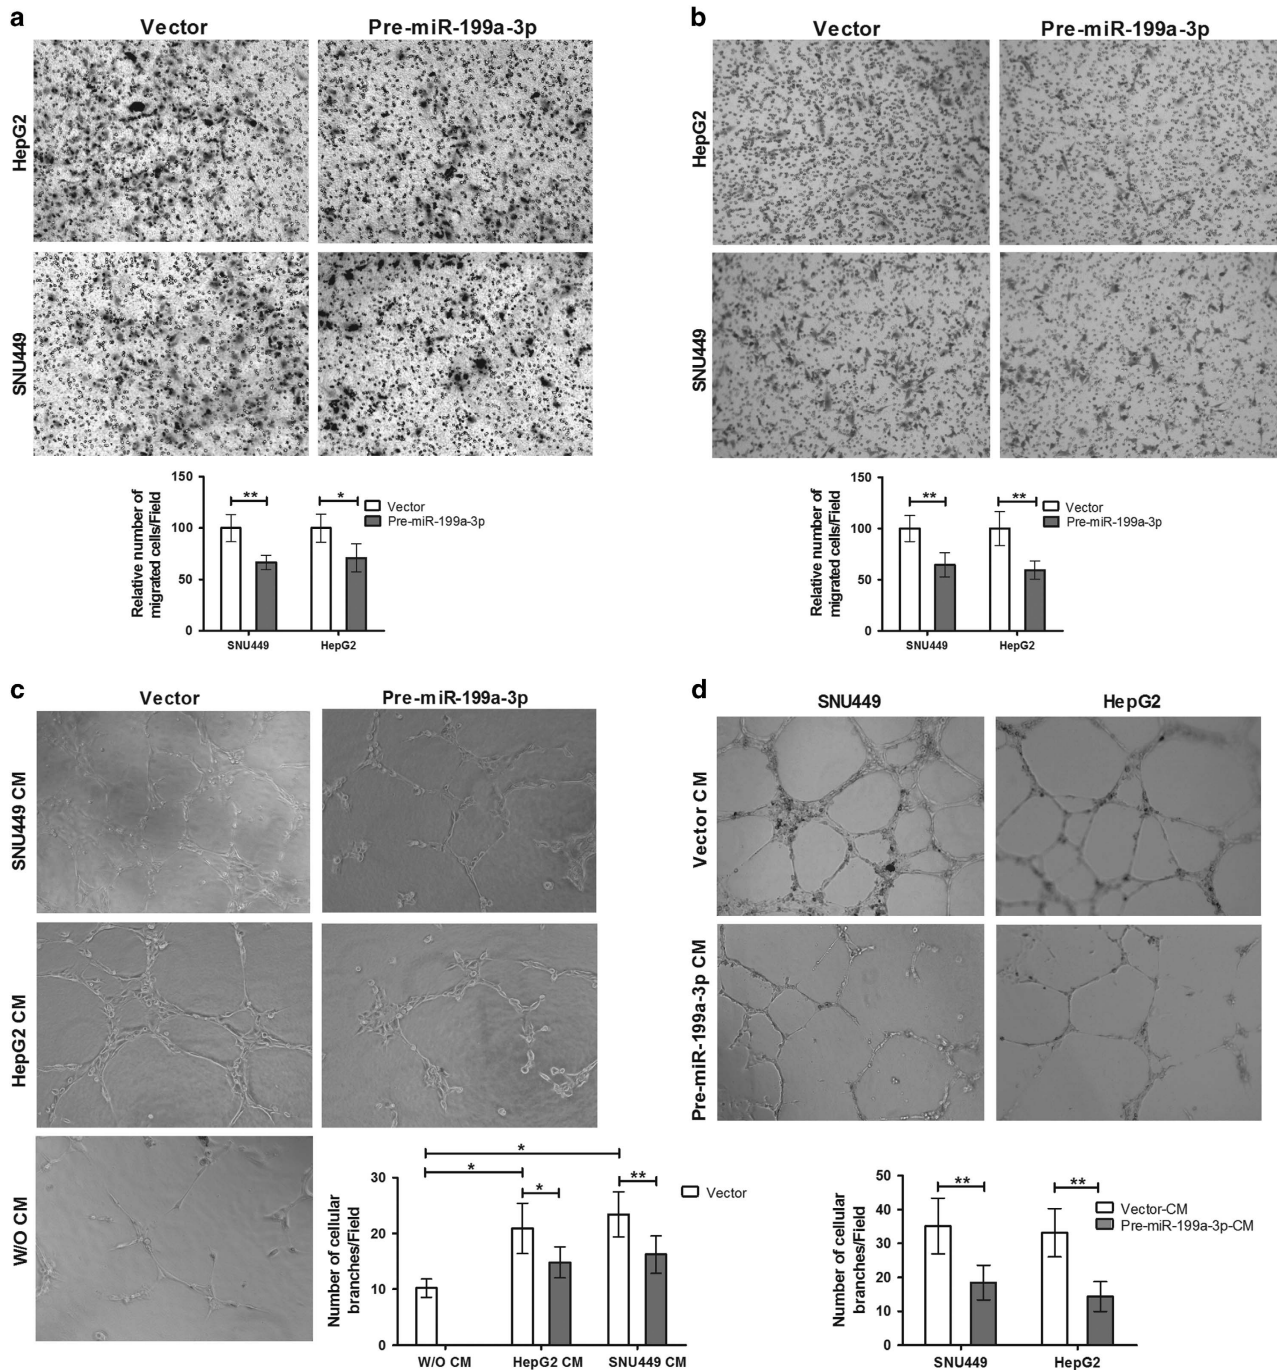 a
Vector
Pre-miR-199a-3p
HepG2
SNU449
150
100
50
0
Relative number of
migrated cells/Field
**
*
Vector
Pre-miR-199a-3p
SNU449
HepG2
b
Vector
Pre-miR-199a-3p
HepG2
SNU449
150
100
50
0
Relative number of
migrated cells/Field
**
**
Vector
Pre-miR-199a-3p
SNU449
HepG2
c
Vector
Pre-miR-199a-3p
SNU449 CM
HepG2 CM
W/O CM
30
20
10
0
Number of cellular
branches/Field
*
*
*
**
Vector
W/O CM
HepG2 CM
SNU449 CM
d
SNU449
HepG2
Vector CM
Pre-miR-199a-3p CM
50
40
30
20
10
0
Number of cellular
branches/Field
**
**
Vector-CM
Pre-miR-199a-3p-CM
SNU449
HepG2